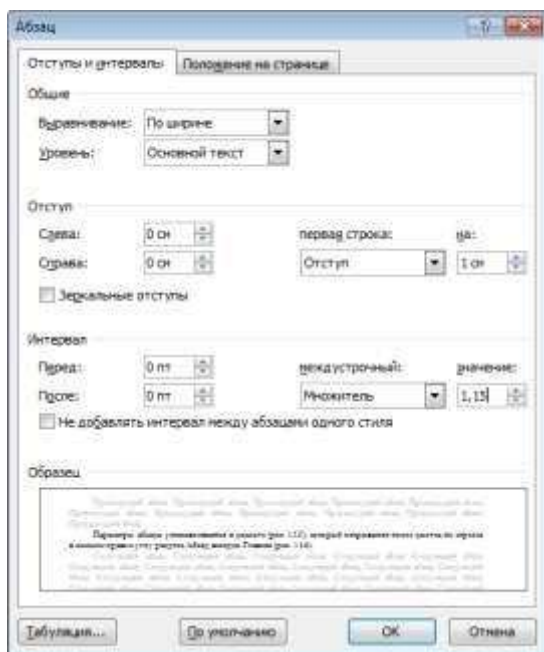 Абзац
Отступы и интервалы Положение на странице
Общие
Выравнивание: По ширине
Уровень: Основной текст
Отступ
Слева: 0 см первая строка: на:
Справа: 0 см Отступ 1 см
Зеркальные отступы
Интервал
Перед: 0 пт междустрочный: значение:
После: 0 пт Множитель 1,15
Не добавлять интервал между абзацами одного стиля
Образец
Табуляция... По умолчанию ОК Отмена